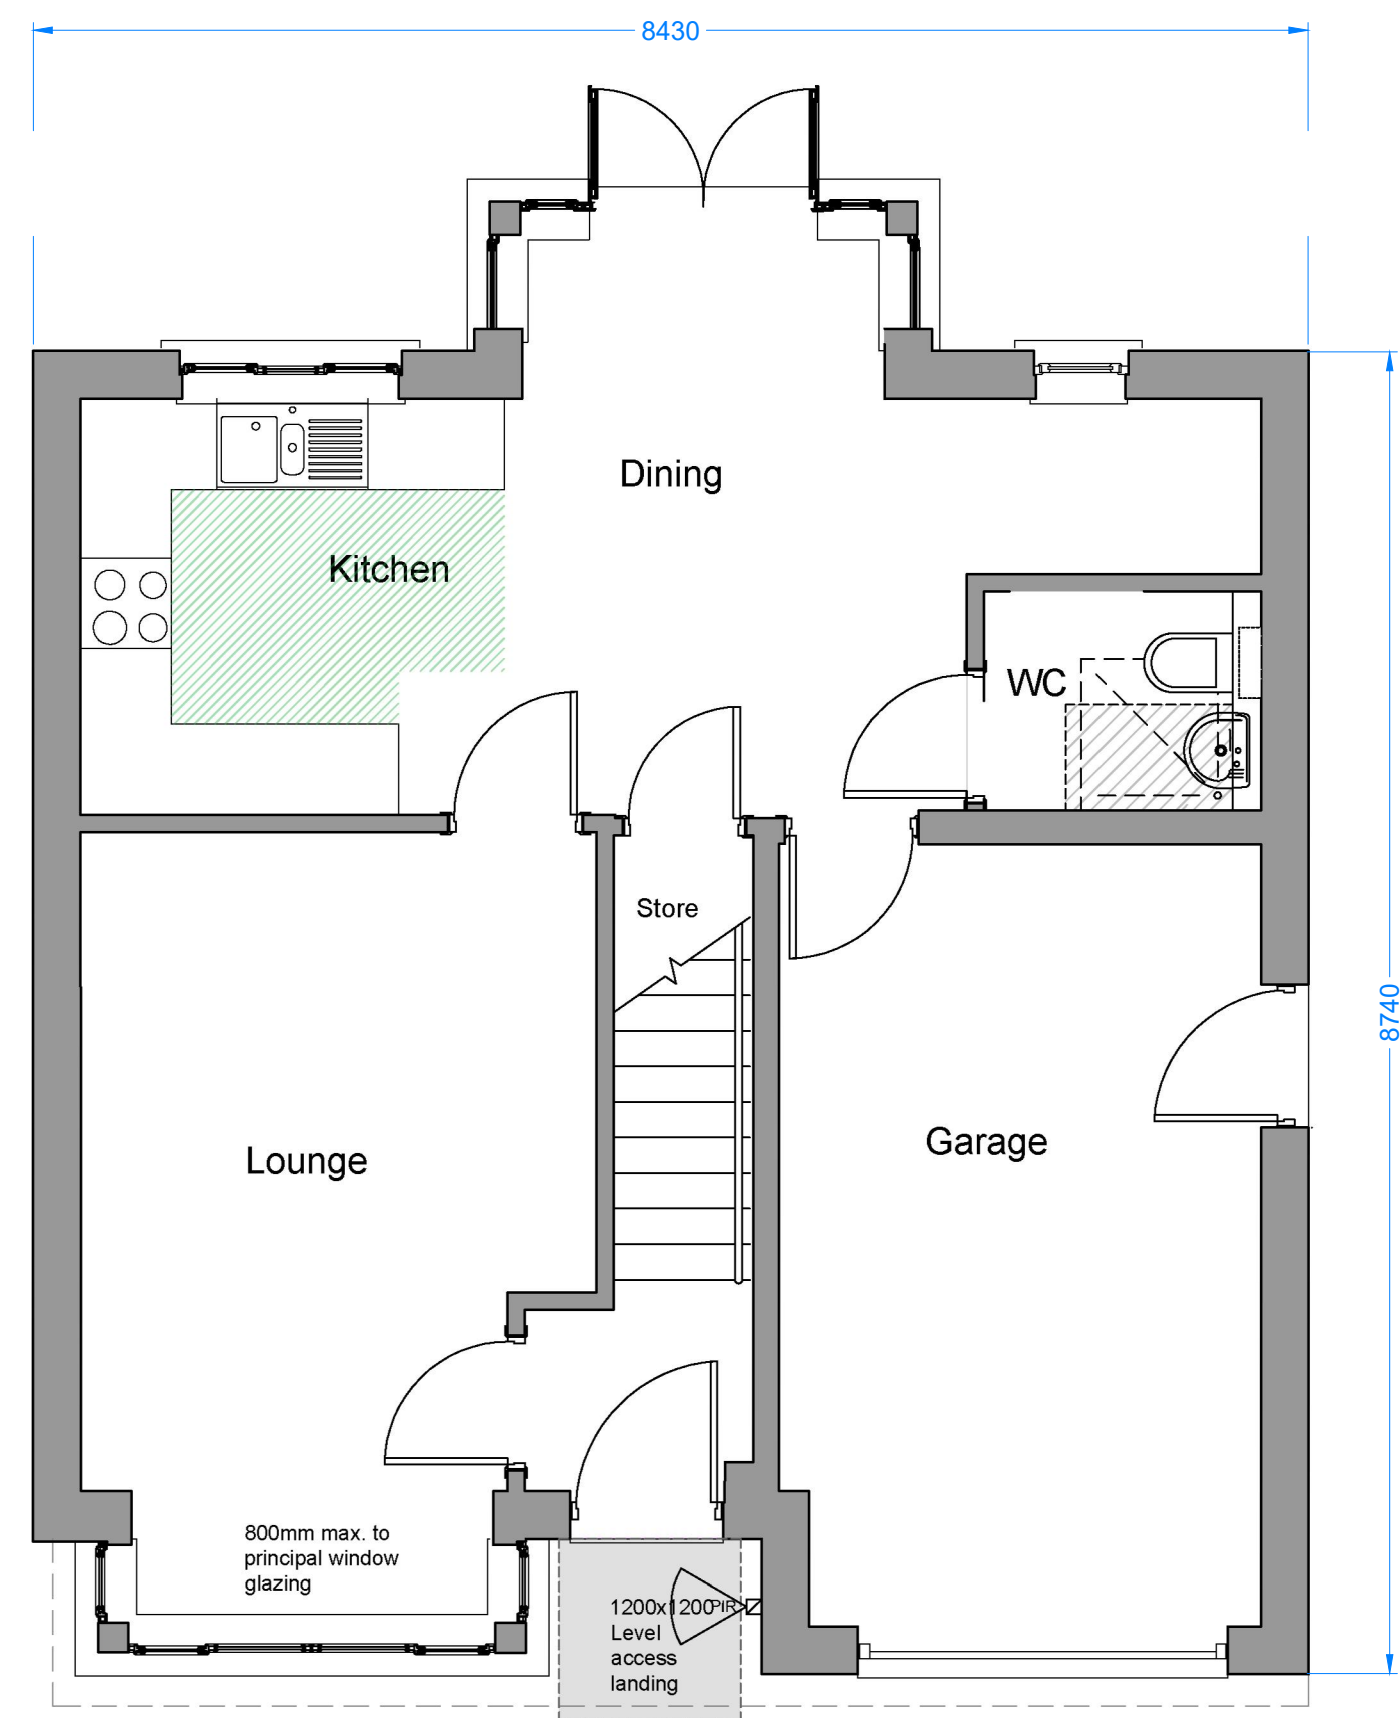 8430
Dining
Kitchen
WC
Store
8740
Garage
Lounge
800mm max. to
principal window
glazing
1200x1200
PIR
Level
access
landing